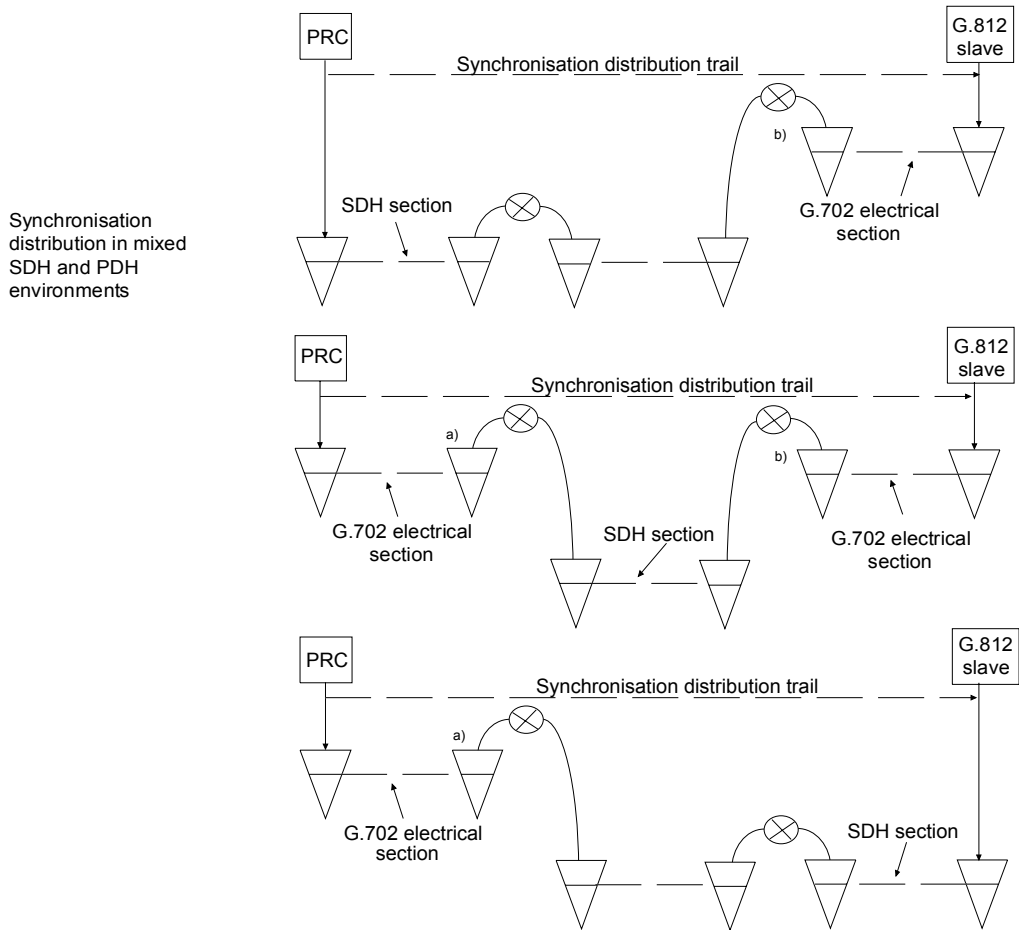 PRC
G.812
slave
Synchronisation distribution trail
b)
SDH section
G.702 electrical
section
Synchronisation
distribution in mixed
SDH and PDH
environments
PRC
G.812
slave
Synchronisation distribution trail
a)
b)
G.702 electrical
section
SDH section
G.702 electrical
section
PRC
G.812
slave
Synchronisation distribution trail
a)
G.702 electrical
section
SDH section